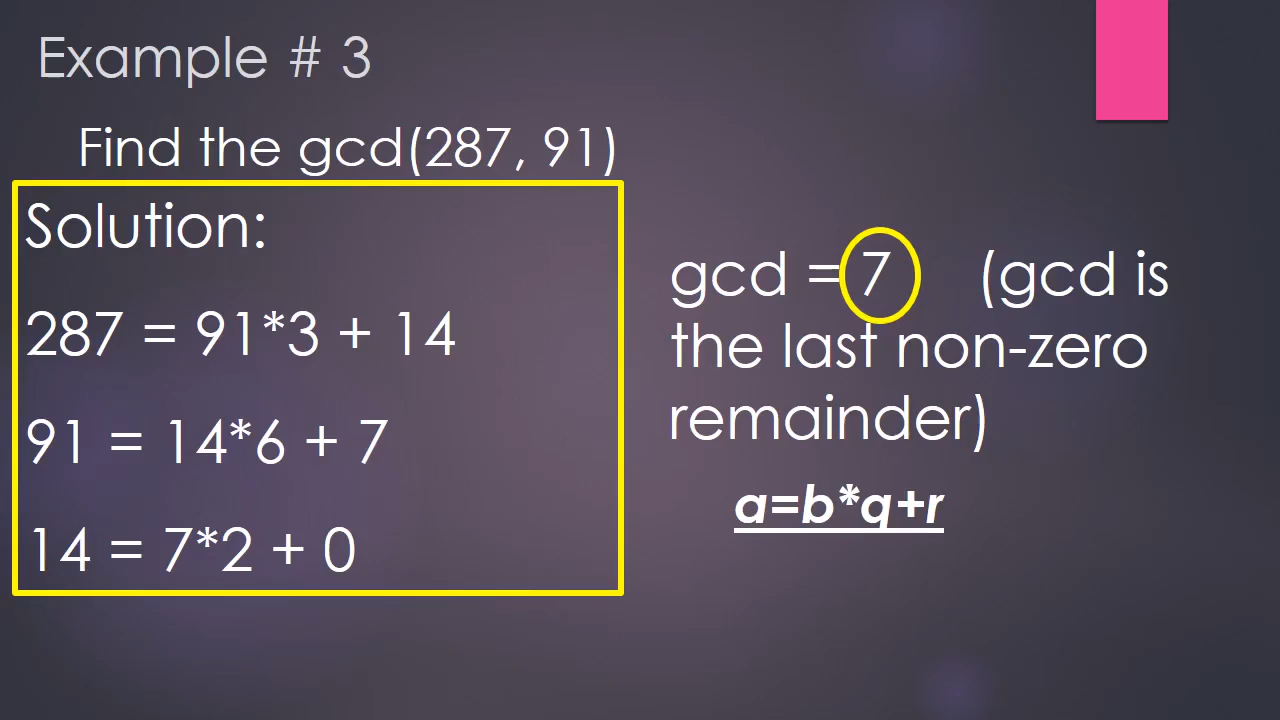 Example # 3
Find the gcd(287, 91)
Solution:
287 = 91*3 + 14
91 = 14*6 + 7
14 = 7*2 + 0
gcd = 7 (gcd is
the last non-zero
remainder)
a=b*q+r